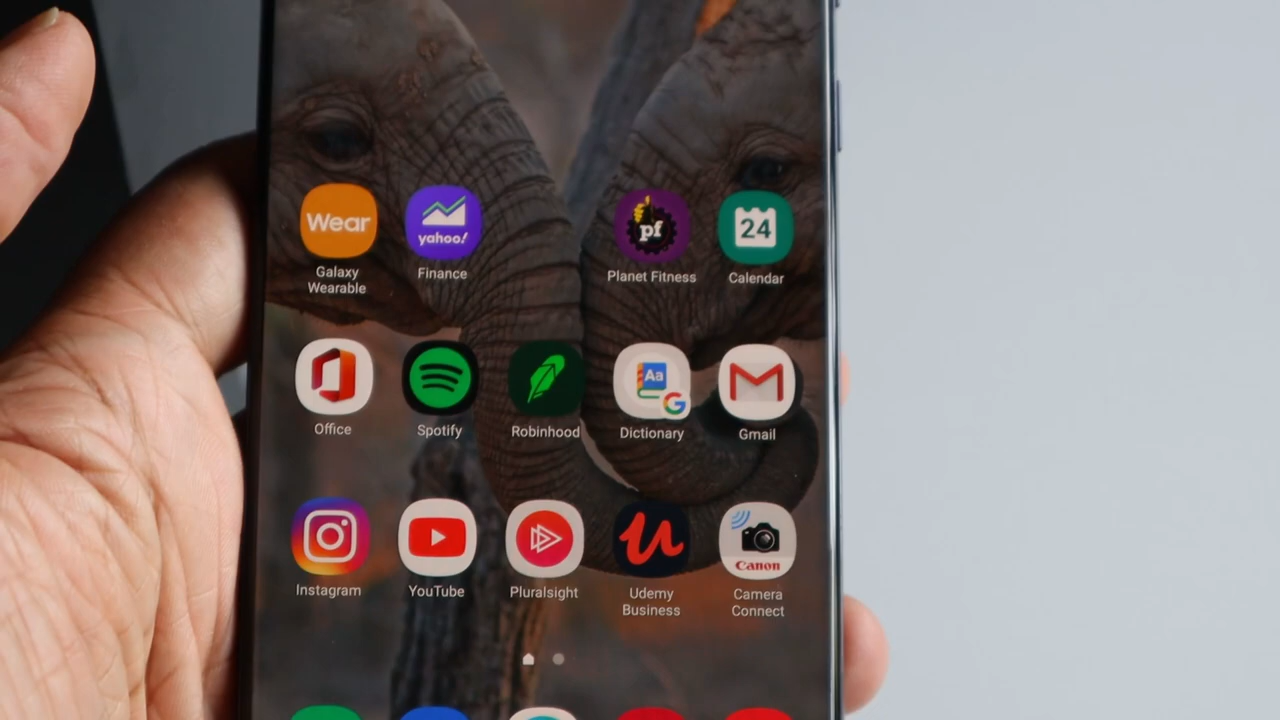 Wear
yahoo!
pf
24
Galaxy
Wearable
Finance
Planet Fitness
Calendar
Aa
G
Office
Spotify
Robinhood
Dictionary
Gmail
Canon
Instagram
YouTube
Pluralsight
Udemy
Business
Camera
Connect